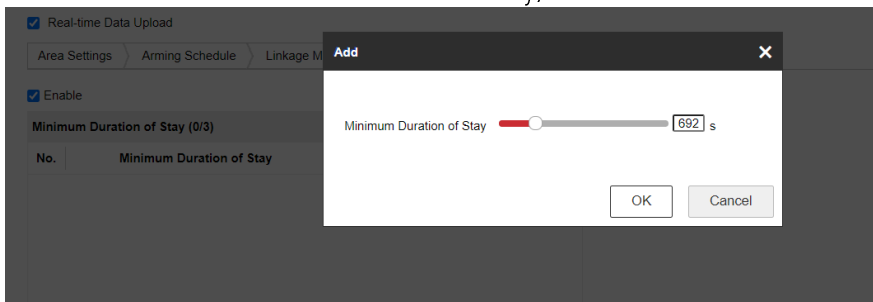 Real-time Data Upload
Area Settings
Arming Schedule
Linkage M
Add
Enable
Minimum Duration of Stay (0/3)
No.
Minimum Duration of Stay
Minimum Duration of Stay
692 s
OK
Cancel